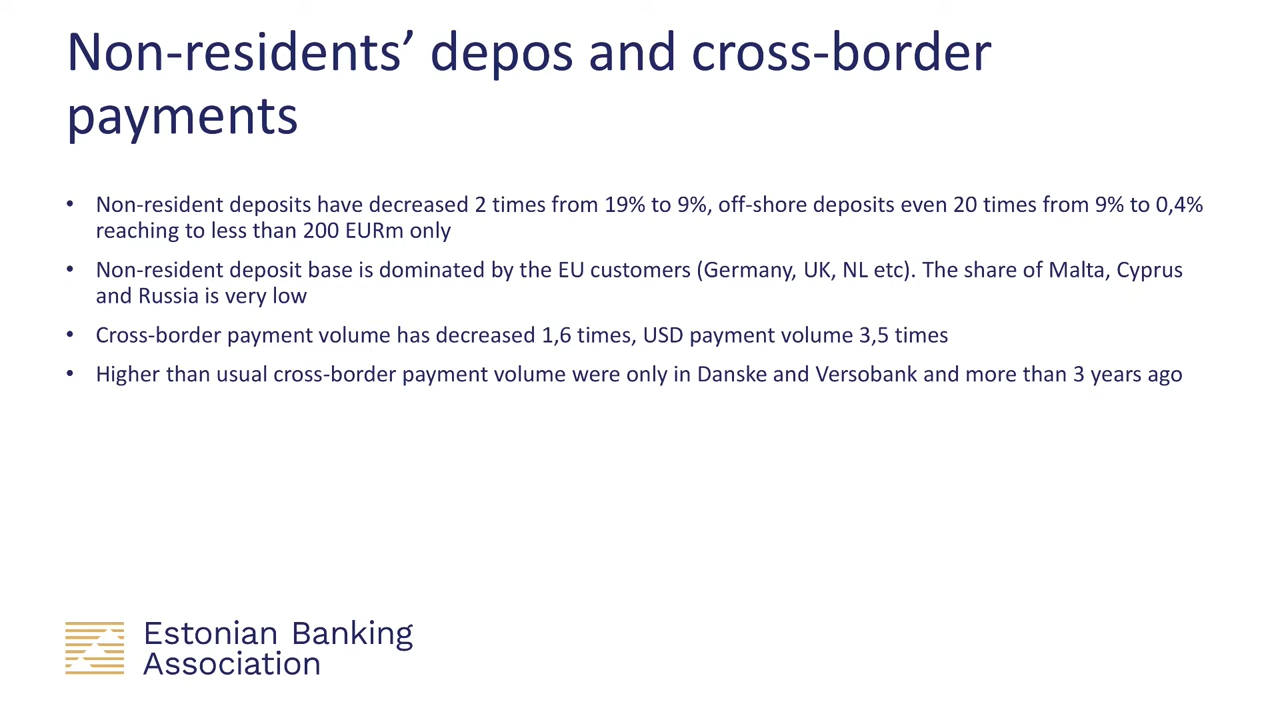 Non-residents’ depos and cross-border
payments
• Non-resident deposits have decreased 2 times from 19% to 9%, off-shore deposits even 20 times from 9% to 0,4%
reaching to less than 200 EURm only
• Non-resident deposit base is dominated by the EU customers (Germany, UK, NL etc). The share of Malta, Cyprus
and Russia is very low
• Cross-border payment volume has decreased 1,6 times, USD payment volume 3,5 times
• Higher than usual cross-border payment volume were only in Danske and Versobank and more than 3 years ago
Estonian Banking
Association